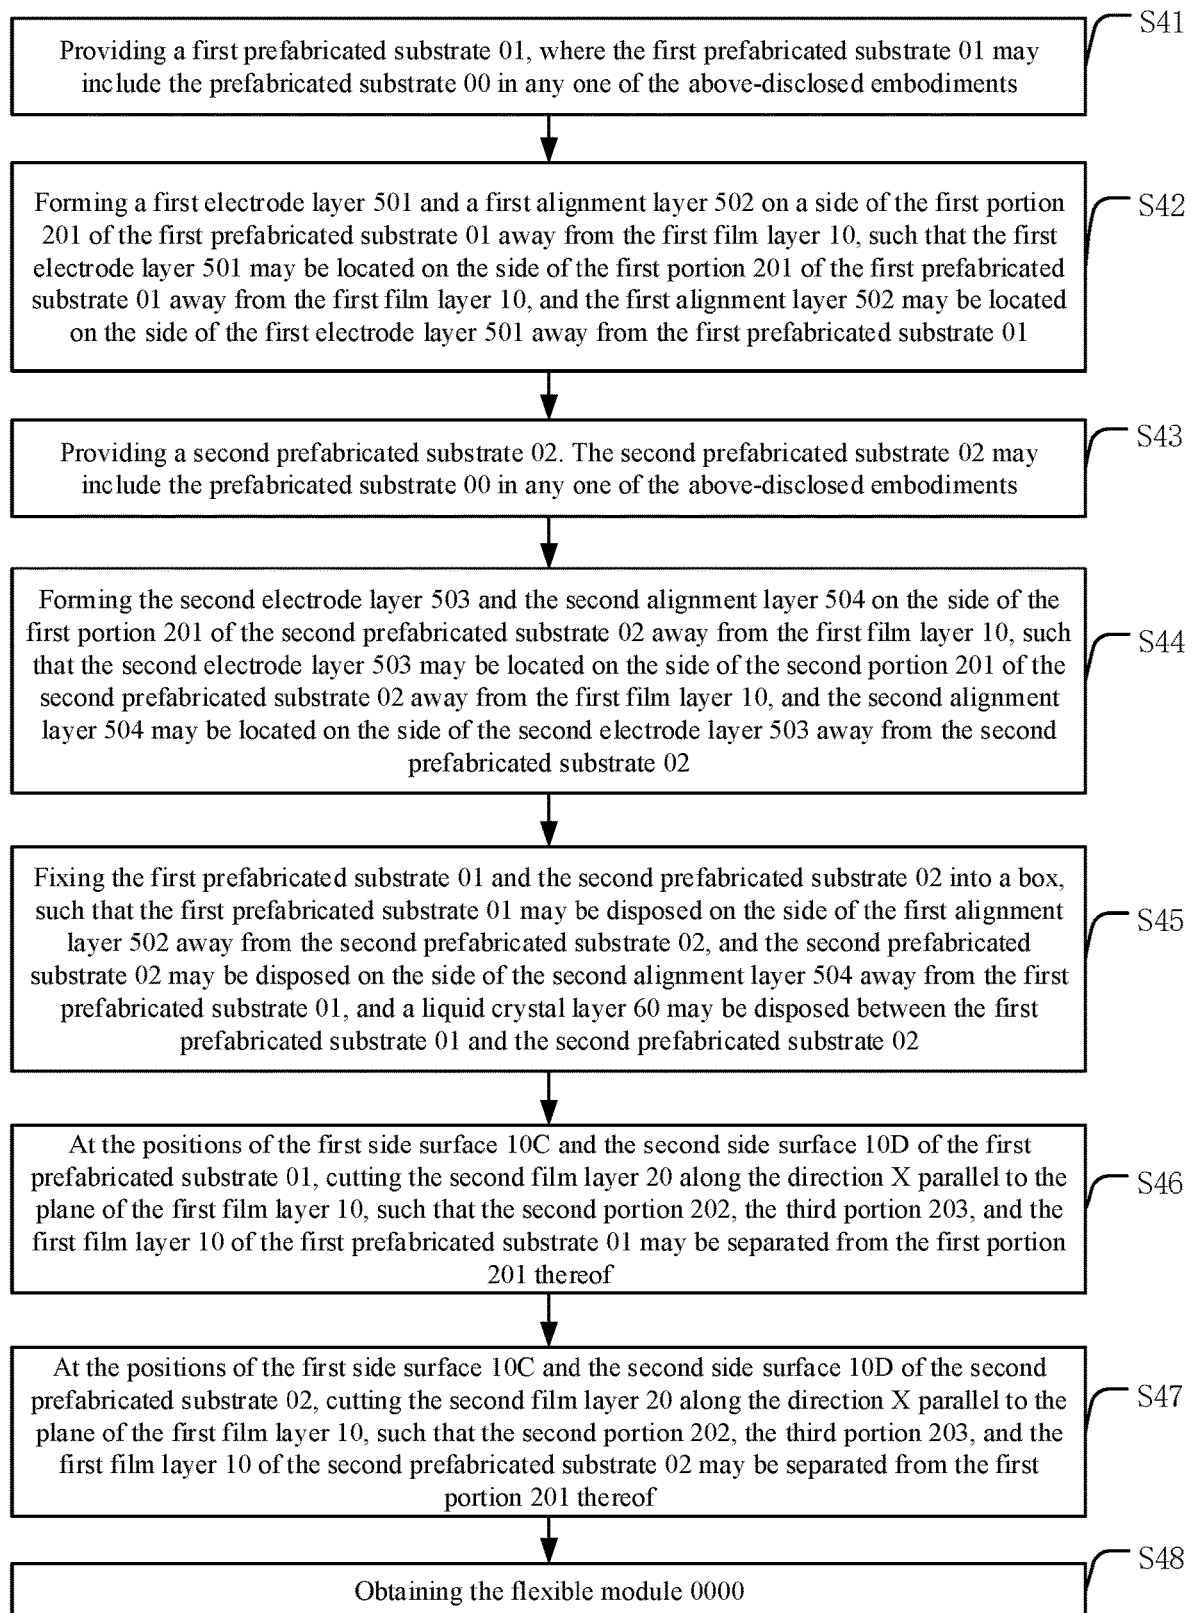 S41
Providing a first prefabricated substrate 01, where the first prefabricated substrate 01 may
include the prefabricated substrate 00 in any one of the above-disclosed embodiments
S42
Forming a first electrode layer 501 and a first alignment layer 502 on a side of the first portion
201 of the first prefabricated substrate 01 away from the first film layer 10, such that the first
electrode layer 501 may be located on the side of the first portion 201 of the first prefabricated
substrate 01 away from the first film layer 10, and the first alignment layer 502 may be located
on the side of the first electrode layer 501 away from the first prefabricated substrate 01
S43
Providing a second prefabricated substrate 02. The second prefabricated substrate 02 may
include the prefabricated substrate 00 in any one of the above-disclosed embodiments
S44
Forming the second electrode layer 503 and the second alignment layer 504 on the side of the
first portion 201 of the second prefabricated substrate 02 away from the first film layer 10, such
that the second electrode layer 503 may be located on the side of the second portion 201 of the
second prefabricated substrate 02 away from the first film layer 10, and the second alignment
layer 504 may be located on the side of the second electrode layer 503 away from the second
prefabricated substrate 02
S45
Fixing the first prefabricated substrate 01 and the second prefabricated substrate 02 into a box,
such that the first prefabricated substrate 01 may be disposed on the side of the first alignment
layer 502 away from the second prefabricated substrate 02, and the second prefabricated
substrate 02 may be disposed on the side of the second alignment layer 504 away from the first
prefabricated substrate 01, and a liquid crystal layer 60 may be disposed between the first
prefabricated substrate 01 and the second prefabricated substrate 02
S46
At the positions of the first side surface 10C and the second side surface 10D of the first
prefabricated substrate 01, cutting the second film layer 20 along the direction X parallel to the
plane of the first film layer 10, such that the second portion 202, the third portion 203, and the
first film layer 10 of the first prefabricated substrate 01 may be separated from the first portion
201 thereof
S47
At the positions of the first side surface 10C and the second side surface 10D of the second
prefabricated substrate 02, cutting the second film layer 20 along the direction X parallel to the
plane of the first film layer 10, such that the second portion 202, the third portion 203, and the
first film layer 10 of the second prefabricated substrate 02 may be separated from the first
portion 201 thereof
S48
Obtaining the flexible module 0000